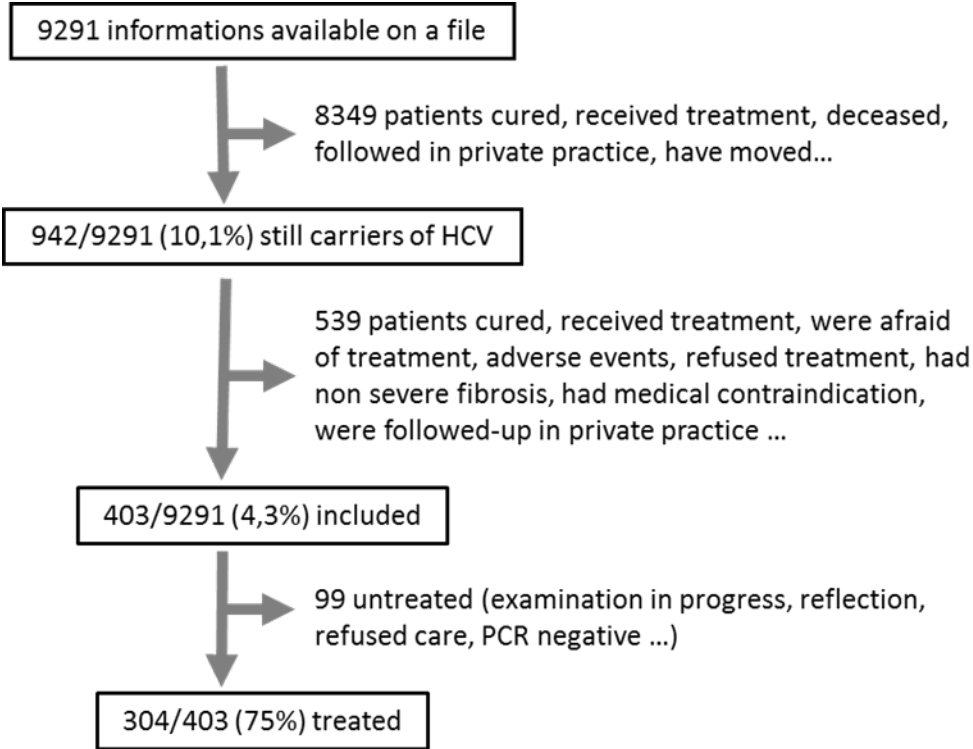 9291 informations available on a file
8349 patients cured, received treatment, deceased,
followed in private practice, have moved...
942/9291 (10,1%) still carriers of HCV
539 patients cured, received treatment, were afraid
of treatment, adverse events, refused treatment, had
non severe fibrosis, had medical contraindication,
were followed-up in private practice ...
403/9291 (4,3%) included
99 untreated (examination in progress, reflection,
refused care, PCR negative ...)
304/403 (75%) treated